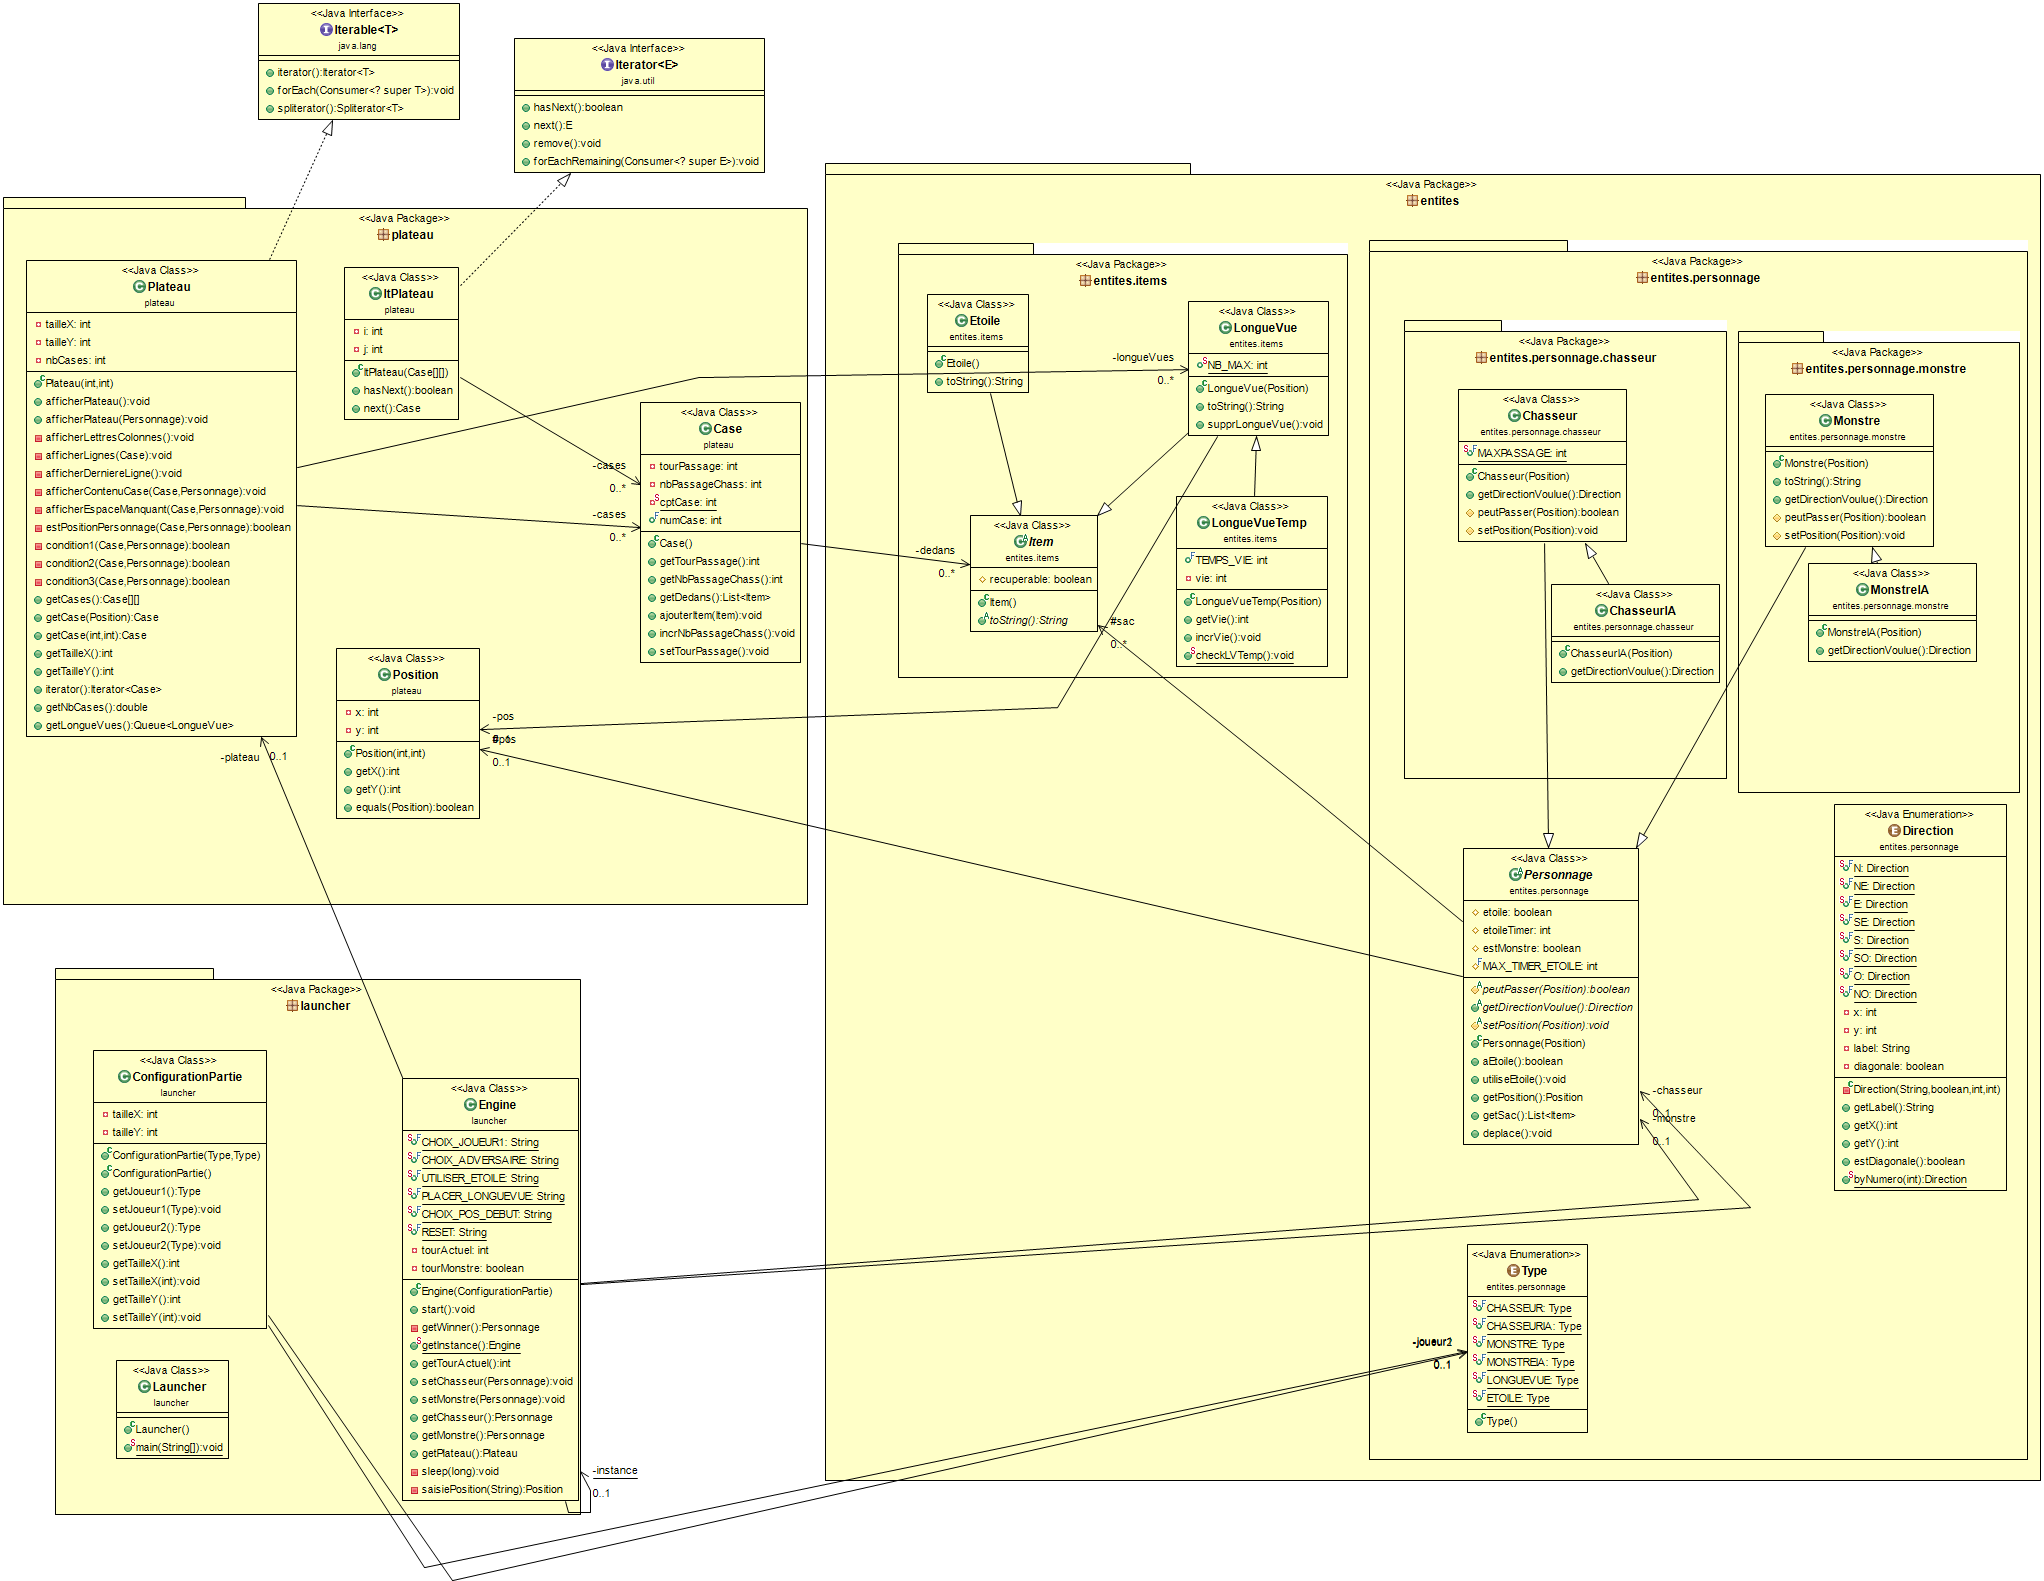 <<Java Interface>>
Iterable<T>
java.lang
iterator():Iterator<T>
forEach(Consumer<? super T>):void
spliterator():Spliterator<T>
<<Java Interface>>
Iterator<E>
java.util
hasNext():boolean
next():E
remove():void
forEachRemaining(Consumer<? super E>):void
<<Java Package>>
plateau
<<Java Class>>
Plateau
plateau
tailleX: int
tailleY: int
nbCases: int
Plateau(int,int)
afficherPlateau():void
afficherPlateau(Personnage):void
afficherLettresColonnes():void
afficherLignes(Case):void
afficherDerniereLigne():void
afficherContenuCase(Case,Personnage):void
afficherEspaceManquant(Case,Personnage):void
estPositionPersonnage(Case,Personnage):boolean
condition1(Case,Personnage):boolean
condition2(Case,Personnage):boolean
condition3(Case,Personnage):boolean
getCases():Case[][]
getCase(Position):Case
getCase(int,int):Case
getTailleX():int
getTailleY():int
iterator():Iterator<Case>
getNbCases():double
getLongueVues():Queue<LongueVue>
<<Java Class>>
ItPlateau
plateau
i: int
j: int
ItPlateau(Case[][])
hasNext():boolean
next():Case
-cases
0..*
-cases
0..*
<<Java Class>>
Case
plateau
tourPassage: int
nbPassageChass: int
cptCase: int
numCase: int
Case()
getTourPassage():int
getNbPassageChass():int
getDedans():List<Item>
ajouterItem(Item):void
incrNbPassageChass():void
setTourPassage():void
<<Java Class>>
Position
plateau
x: int
y: int
Position(int,int)
getX():int
getY():int
equals(Position):boolean
-pos
#pos
0..1
-plateau
0..1
<<Java Package>>
entites
<<Java Package>>
entites.items
<<Java Class>>
Etoile
entites.items
Etoile()
toString():String
-longueVues
0..*
<<Java Class>>
LongueVue
entites.items
NB_MAX: int
LongueVue(Position)
toString():String
supprLongueVue():void
<<Java Class>>
LongueVueTemp
entites.items
TEMPS_VIE: int
vie: int
LongueVueTemp(Position)
getVie():int
incrVie():void
checkLVTemp():void
-dedans
0..*
<<Java Class>>
Item
entites.items
recuperable: boolean
Item()
toString():String
#sac
0..*
<<Java Package>>
entites.personnage
<<Java Package>>
entites.personnage.chasseur
<<Java Class>>
Chasseur
entites.personnage.chasseur
MAXPASSAGE: int
Chasseur(Position)
getDirectionVoulue():Direction
peutPasser(Position):boolean
setPosition(Position):void
<<Java Class>>
ChasseurIA
entites.personnage.chasseur
ChasseurIA(Position)
getDirectionVoulue():Direction
<<Java Package>>
entites.personnage.monstre
<<Java Class>>
Monstre
entites.personnage.monstre
Monstre(Position)
toString():String
getDirectionVoulue():Direction
peutPasser(Position):boolean
setPosition(Position):void
<<Java Class>>
MonstreIA
entites.personnage.monstre
MonstreIA(Position)
getDirectionVoulue():Direction
<<Java Class>>
Personnage
entites.personnage
etoile: boolean
etoileTimer: int
estMonstre: boolean
MAX_TIMER_ETOILE: int
peutPasser(Position):boolean
getDirectionVoulue():Direction
setPosition(Position):void
Personnage(Position)
aEtoile():boolean
utiliseEtoile():void
getPosition():Position
getSac():List<Item>
deplace():void
-chasseur
0..1
-monstre
0..1
<<Java Enumeration>>
Direction
entites.personnage
N: Direction
NE: Direction
E: Direction
SE: Direction
S: Direction
SO: Direction
O: Direction
NO: Direction
x: int
y: int
label: String
diagonale: boolean
Direction(String,boolean,int,int)
getLabel():String
getX():int
getY():int
estDiagonale():boolean
byNumero(int):Direction
<<Java Enumeration>>
Type
entites.personnage
CHASSEUR: Type
CHASSEURIA: Type
MONSTRE: Type
MONSTREIA: Type
LONGUEVUE: Type
ETOILE: Type
Type()
-joueur2
0..1
<<Java Package>>
launcher
<<Java Class>>
ConfigurationPartie
launcher
tailleX: int
tailleY: int
ConfigurationPartie(Type,Type)
ConfigurationPartie()
getJoueur1():Type
setJoueur1(Type):void
getJoueur2():Type
setJoueur2(Type):void
getTailleX():int
setTailleX(int):void
getTailleY():int
setTailleY(int):void
<<Java Class>>
Launcher
launcher
Launcher()
main(String[]):void
<<Java Class>>
Engine
launcher
CHOIX_JOUEUR1: String
CHOIX_ADVERSAIRE: String
UTILISER_ETOILE: String
PLACER_LONGUEVUE: String
CHOIX_POS_DEBUT: String
RESET: String
tourActuel: int
tourMonstre: boolean
Engine(ConfigurationPartie)
start():void
getWinner():Personnage
getInstance():Engine
getTourActuel():int
setChasseur(Personnage):void
setMonstre(Personnage):void
getChasseur():Personnage
getMonstre():Personnage
getPlateau():Plateau
sleep(long):void
saisiePosition(String):Position
-instance
0..1